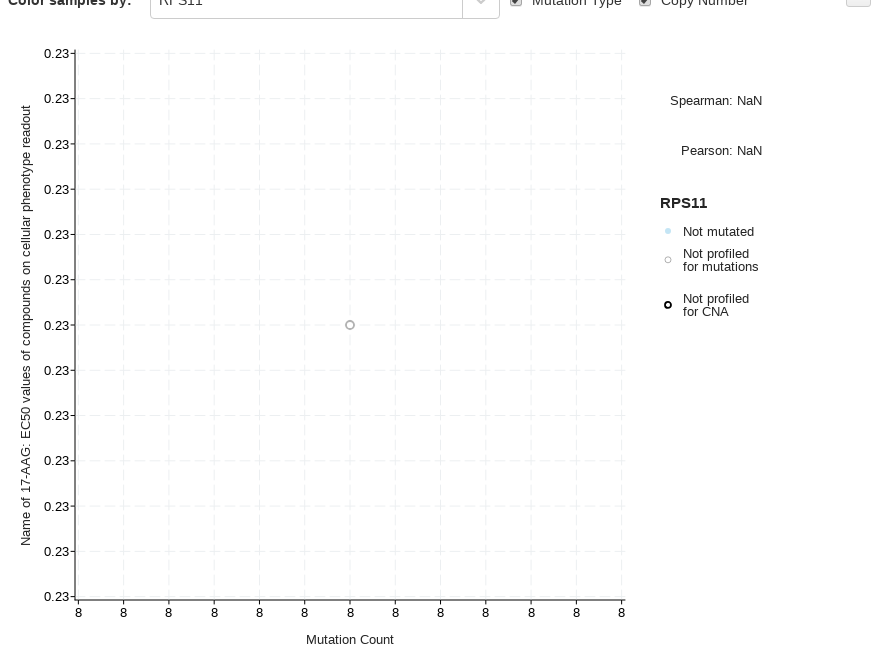 Color samples by:
RPS11
Mutation Type
Copy Number
0.23
0.23
0.23
0.23
0.23
0.23
0.23
0.23
0.23
0.23
0.23
0.23
0.23
Name of 17-AAG: EC50 values of compounds on cellular phenotype readout
8 8 8 8 8 8 8 8 8 8 8 8 8
Mutation Count
Spearman: NaN
Pearson: NaN
RPS11
Not mutated
Not profiled
for mutations
Not profiled
for CNA